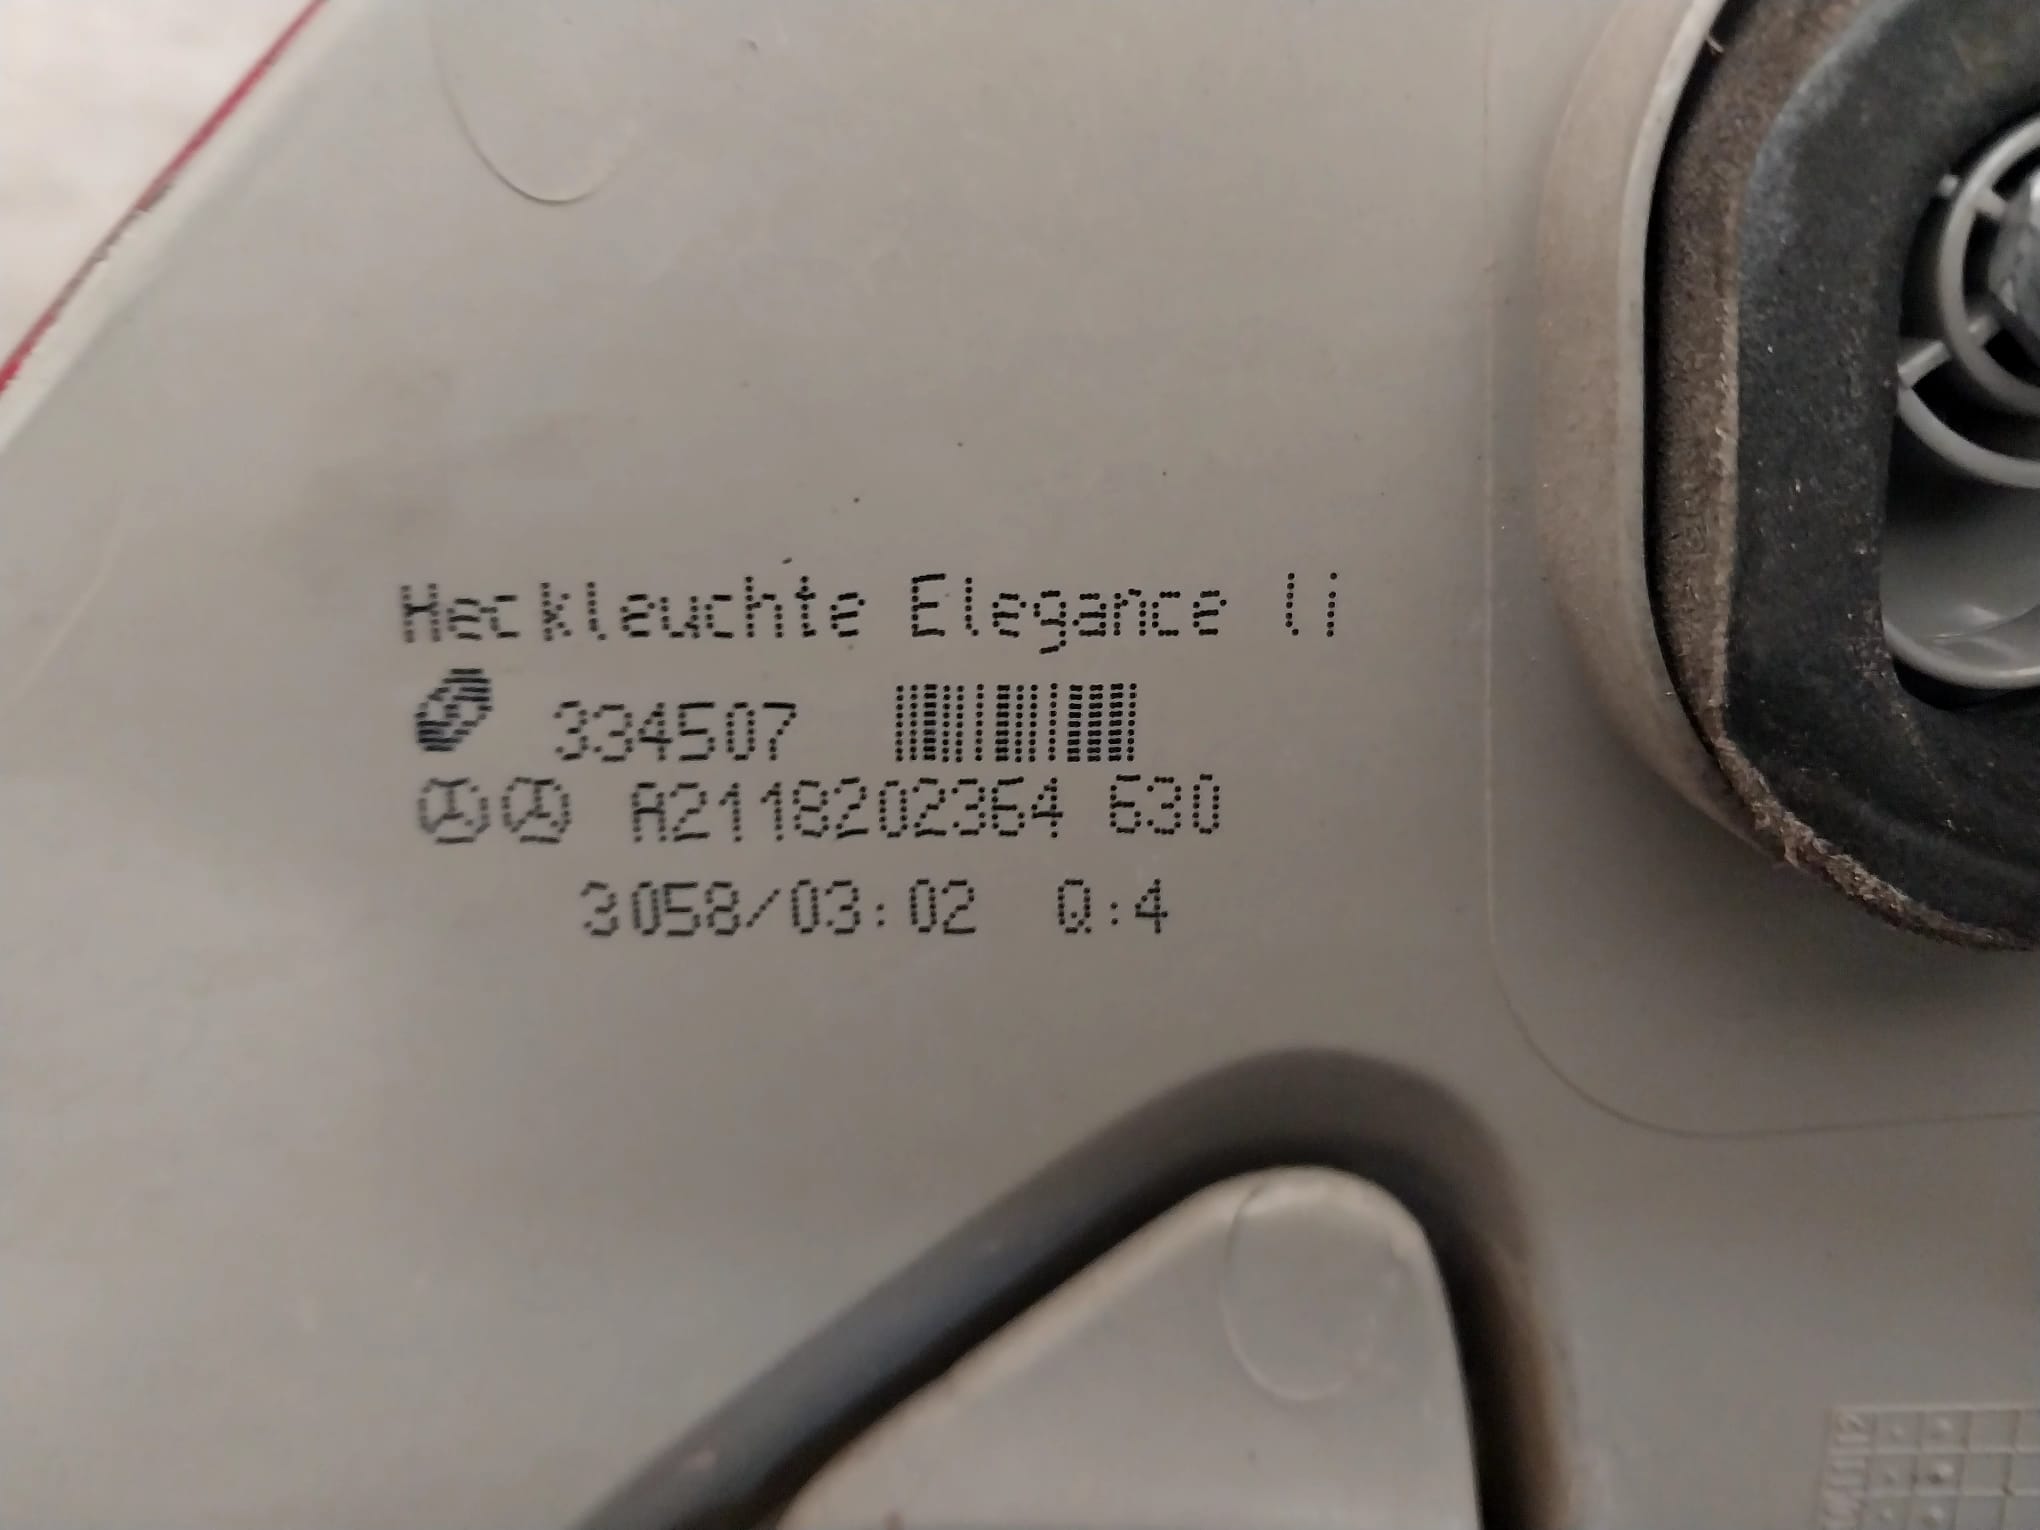 Heckleuchte Elegance li
334507
A2118202364 630
3058/03:02 Q:4